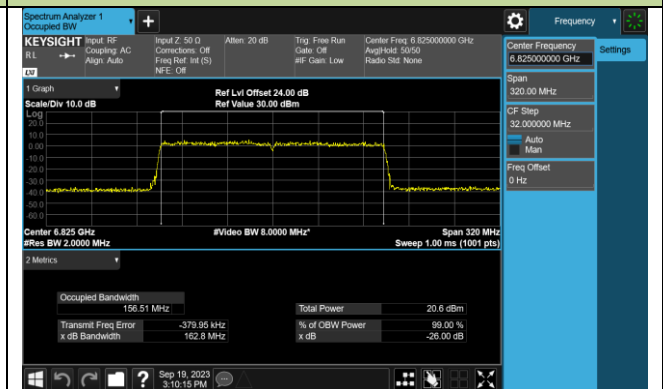 Spectrum Analyzer 1
Occupied BW
+
Frequency
KEYSIGHT
Input: RF
Coupling: AC
Align: Auto
Input Z: 50 Ω
Corrections: Off
Freq Ref: Int (S)
NFE: Off
Atten: 20 dB
Trig: Free Run
Gate: Off
#IF Gain: Low
Center Freq: 6.825000000 GHz
Avg|Hold: 50/50
Radio Std: None
RL
LXI
Center Frequency
6.825000000 GHz
Settings
Span
320.00 MHz
CF Step
32.000000 MHz
Auto
Man
Freq Offset
0 Hz
1 Graph
Scale/Div 10.0 dB
Ref Lvl Offset 24.00 dB
Ref Value 30.00 dBm
Log
20.0
10.0
0.00
-10.0
-20.0
-30.0
-40.0
-50.0
-60.0
Center 6.825 GHz
#Video BW 8.0000 MHz*
Span 320 MHz
#Res BW 2.0000 MHz
Sweep 1.00 ms (1001 pts)
2 Metrics
Occupied Bandwidth
156.51 MHz
Total Power 20.6 dBm
Transmit Freq Error -379.95 kHz
% of OBW Power 99.00 %
x dB Bandwidth 162.8 MHz
x dB -26.00 dB
?
Sep 19, 2023
3:10:15 PM